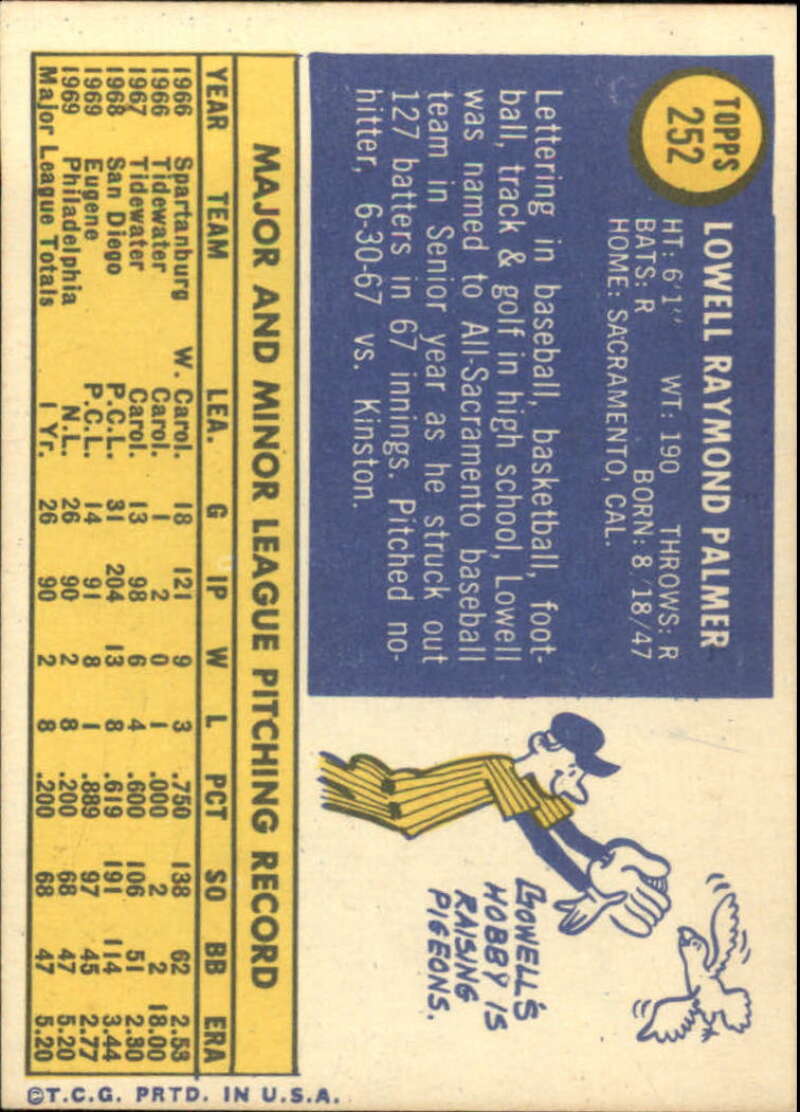 TOPPS
252
LOWELL RAYMOND PALMER
HT: 6'1" WT: 190 THROWS: R
BATS: R BORN: 8/18/47
HOME: SACRAMENTO, CAL.
Lettering in baseball, basketball, foot-
ball, track & golf in high school, Lowell
was named to All-Sacramento baseball
team in Senior year as he struck out
127 batters in 67 innings. Pitched no-
hitter, 6-30-67 vs. Kinston.
LOWELL'S
HOBBY IS
RAISING
PIGEONS.
MAJOR AND MINOR LEAGUE PITCHING RECORD
YEAR TEAM LEA. G IP W L PCT SO BB ERA
1966 Spartanburg W. Carol. 18 121 9 3 .750 138 62 2.53
1966 Tidewater Carol. 1 2 0 1 .000 2 2 18.00
1967 Tidewater Carol. 13 98 6 4 .600 106 51 2.30
1968 San Diego P.C.L. 31 204 13 8 .619 191 114 3.44
1969 Eugene P.C.L. 14 91 8 1 .889 97 45 2.77
1969 Philadelphia N.L. 26 90 2 8 .200 68 47 5.20
Major League Totals 1 Yr. 26 90 2 8 .200 68 47 5.20
©T.C.G. PRTD. IN U.S.A.